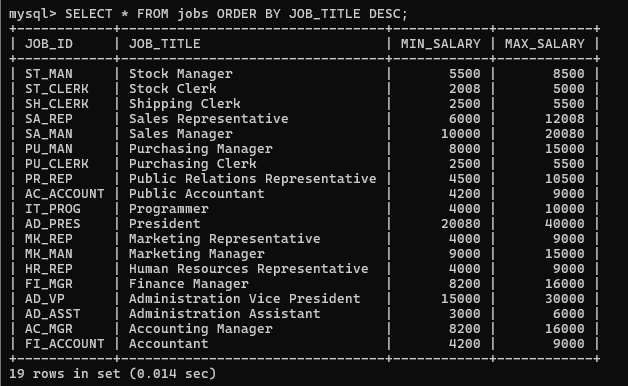 mysql> SELECT * FROM jobs ORDER BY JOB_TITLE DESC;
+------------+---------------------------------+------------+------------+
| JOB_ID     | JOB_TITLE                       | MIN_SALARY | MAX_SALARY |
+------------+---------------------------------+------------+------------+
| ST_MAN     | Stock Manager                   |       5500 |       8500 |
| ST_CLERK   | Stock Clerk                     |       2008 |       5000 |
| SH_CLERK   | Shipping Clerk                  |       2500 |       5500 |
| SA_REP     | Sales Representative            |       6000 |      12008 |
| SA_MAN     | Sales Manager                   |      10000 |      20080 |
| PU_MAN     | Purchasing Manager              |       8000 |      15000 |
| PU_CLERK   | Purchasing Clerk                |       2500 |       5500 |
| PR_REP     | Public Relations Representative |       4500 |      10500 |
| AC_ACCOUNT | Public Accountant               |       4200 |       9000 |
| IT_PROG    | Programmer                      |       4000 |      10000 |
| AD_PRES    | President                       |      20080 |      40000 |
| MK_REP     | Marketing Representative        |       4000 |       9000 |
| MK_MAN     | Marketing Manager               |       9000 |      15000 |
| HR_REP     | Human Resources Representative  |       4000 |       9000 |
| FI_MGR     | Finance Manager                 |       8200 |      16000 |
| AD_VP      | Administration Vice President   |      15000 |      30000 |
| AD_ASST    | Administration Assistant        |       3000 |       6000 |
| AC_MGR     | Accounting Manager              |       8200 |      16000 |
| FI_ACCOUNT | Accountant                      |       4200 |       9000 |
+------------+---------------------------------+------------+------------+
19 rows in set (0.014 sec)